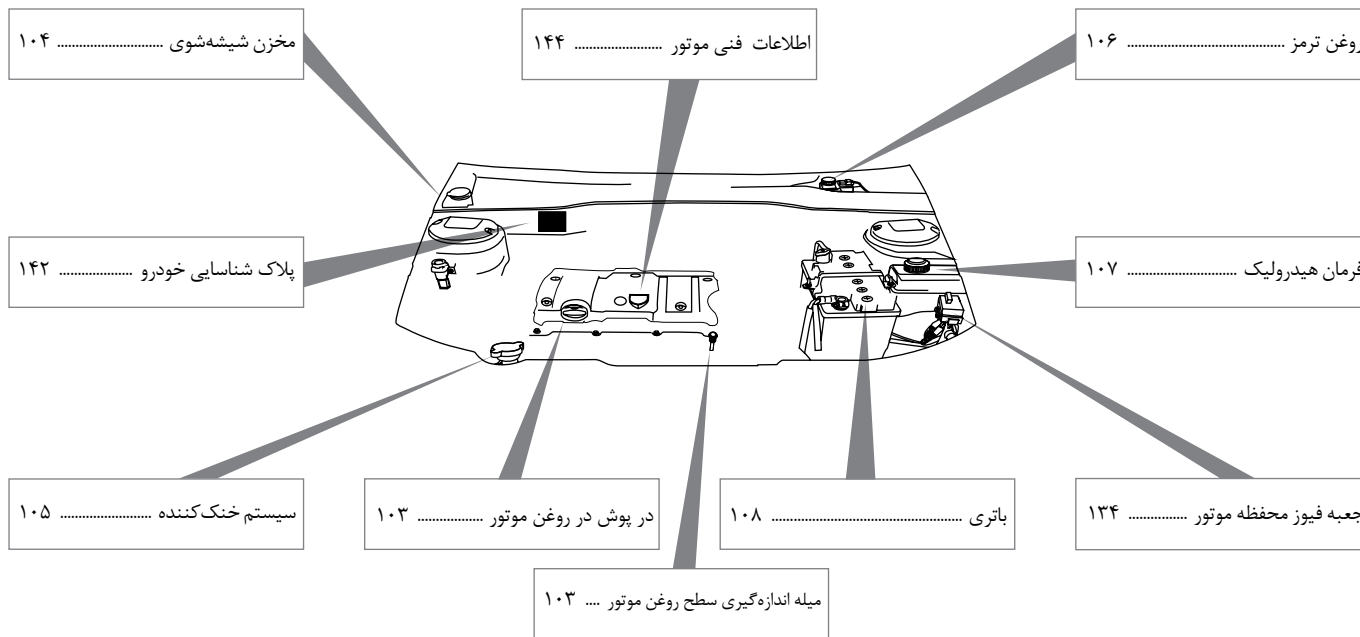 روغن ترمز ........................................ ۱۰۶
اطلاعات فنی موتور ...................... ۱۴۴
مخزن شیشه‌شوی ........................... ۱۰۴
فرمان هیدرولیک ............................ ۱۰۷
پلاک شناسایی خودرو ................... ۱۴۲
جعبه فیوز محفظه موتور ............... ۱۳۴
باتری ................................................. ۱۰۸
در پوش در روغن موتور ................. ۱۰۳
سیستم خنک‌کننده ........................ ۱۰۵
میله اندازه‌گیری سطح روغن موتور .... ۱۰۳